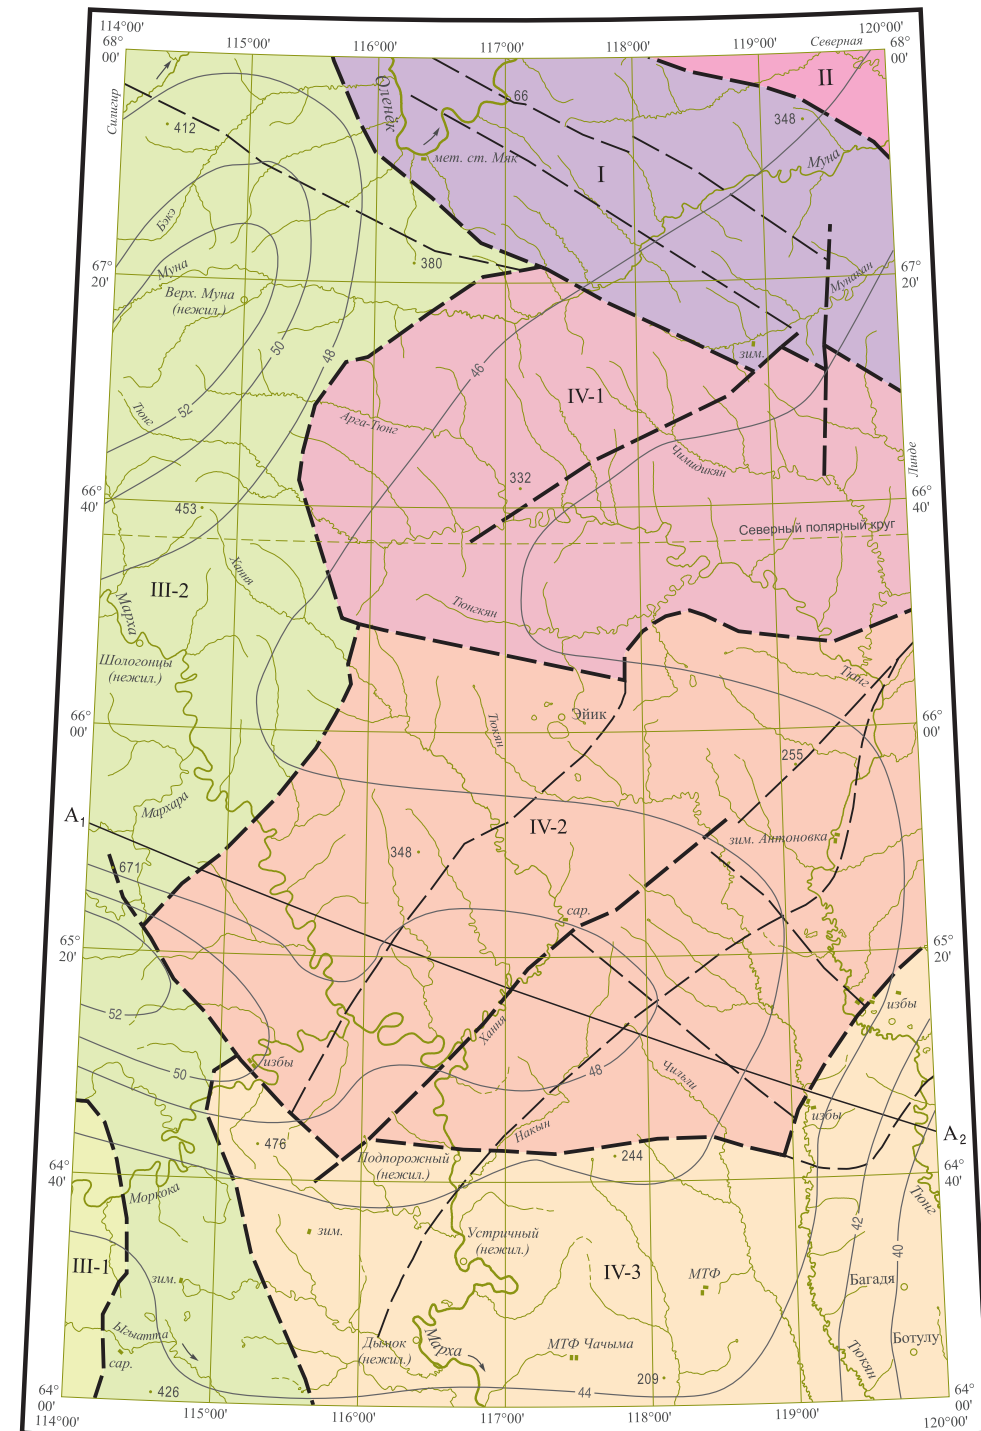 114°00'
68°
00'
115°00'
116°00'
117°00'
118°00'
119°00'
120°00'
Северная
68°
00'
II
Силигир
412
Оленёк
66
348
мет. ст. Мяк
I
Муна
Бэкэ
67°
20'
Муна
380
67°
20'
Верх. Муна
(нежил.)
Мунакан
50
48
46
зим.
52
Тюнг
Арга-Тюнг
IV-1
Чимидикян
Линде
332
66°
40'
453
66°
40'
Северный полярный круг
Хання
III-2
Марха
Тюнгкян
Шологонцы
(нежил.)
Тюнг
66°
00'
Тюкян
Эйик
66°
00'
255
Мархара
A1
IV-2
зим. Антоновка
348
671
сар.
65°
20'
65°
20'
52
избы
Хання
избы
50
48
Чильли
избы
Накын
476
244
A2
Подпорожный
(нежил.)
64°
40'
64°
40'
Моркока
Тюнг
зим.
Устричный
(нежил.)
42
40
III-1
зим.
IV-3
МТФ
Багадя
Ыгыатта
сар.
Дымок
(нежил.)
Марха
МТФ Чачыма
Тюкян
Ботулу
426
44
209
64°
00'
64°
00'
114°00'
115°00'
116°00'
117°00'
118°00'
119°00'
120°00'